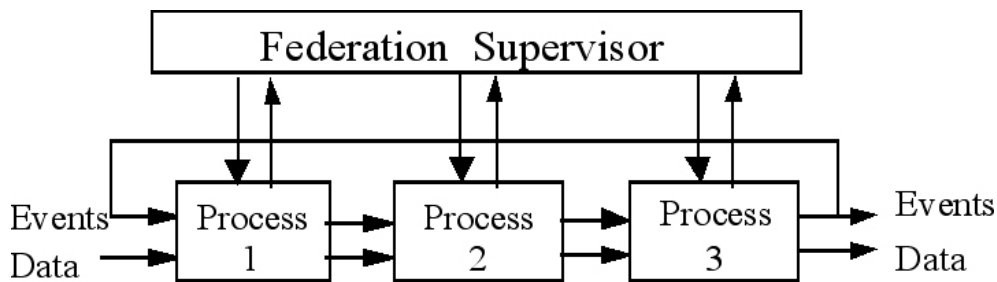 Federation Supervisor
Events
Data
Process
1
Process
2
Process
3
Events
Data